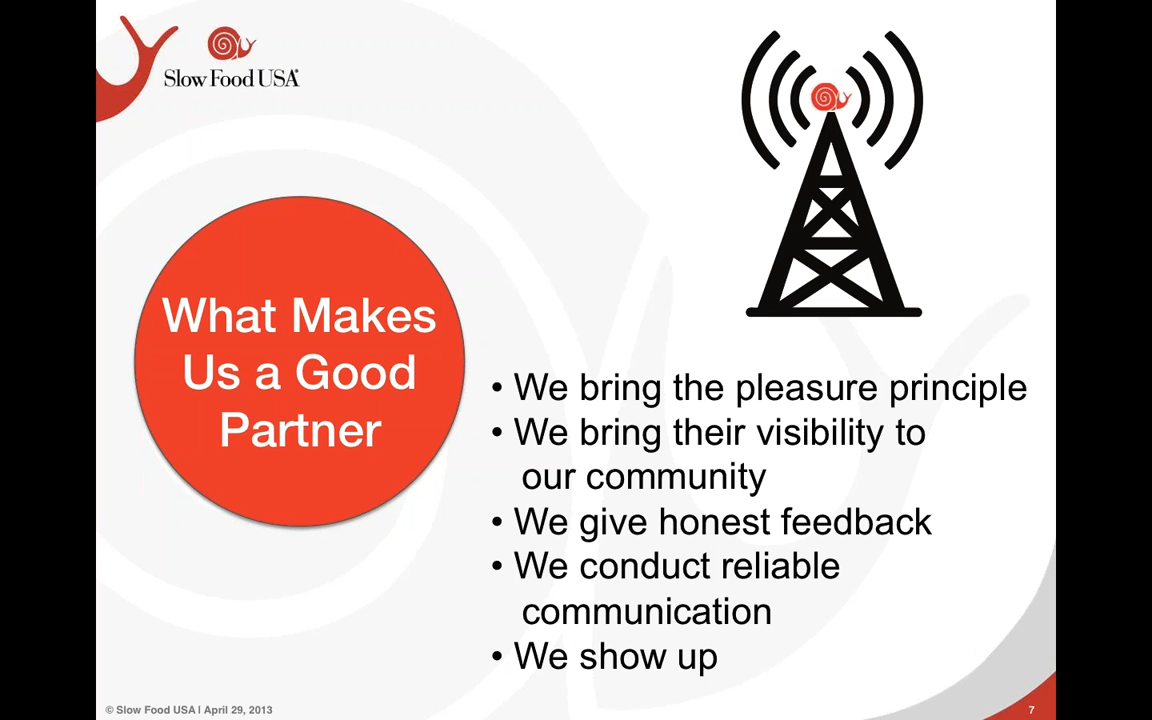 Slow Food USA
What Makes
Us a Good
Partner
• We bring the pleasure principle
• We bring their visibility to
our community
• We give honest feedback
• We conduct reliable
communication
• We show up
© Slow Food USA | April 29, 2013
7